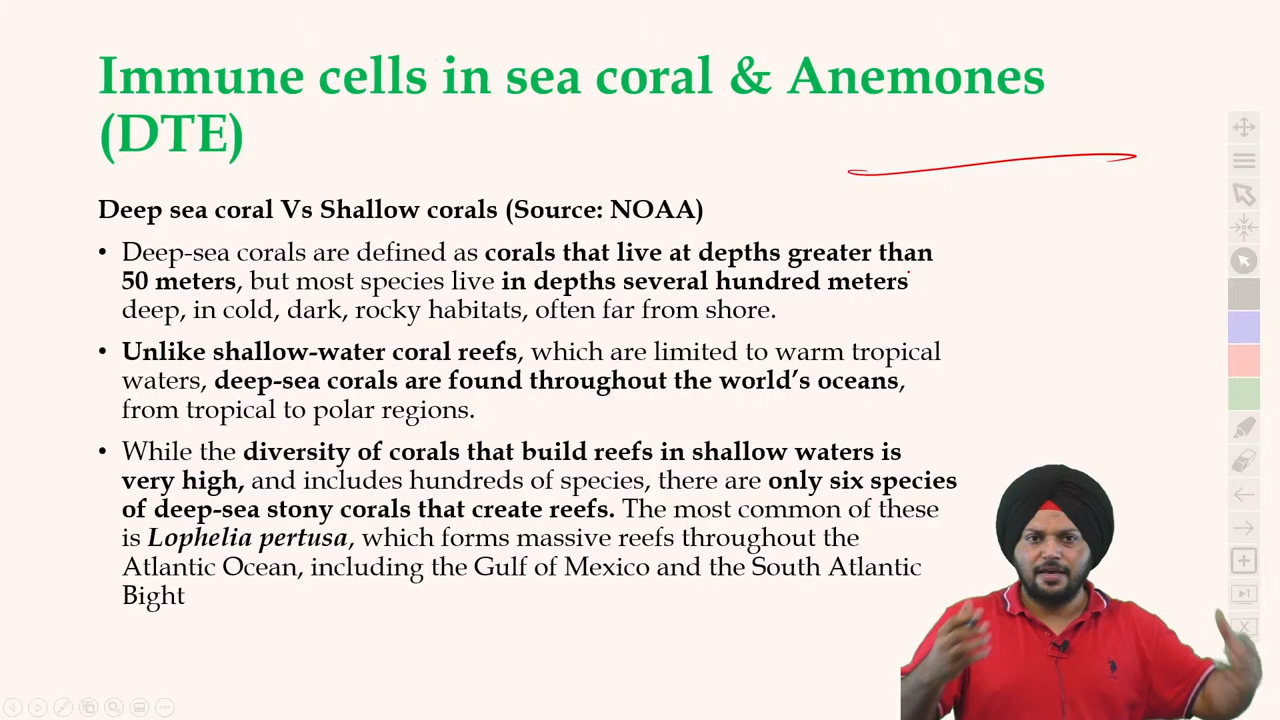 Immune cells in sea coral & Anemones
(DTE)
Deep sea coral Vs Shallow corals (Source: NOAA)
• Deep-sea corals are defined as corals that live at depths greater than
50 meters, but most species live in depths several hundred meters
deep, in cold, dark, rocky habitats, often far from shore.
• Unlike shallow-water coral reefs, which are limited to warm tropical
waters, deep-sea corals are found throughout the world’s oceans,
from tropical to polar regions.
• While the diversity of corals that build reefs in shallow waters is
very high, and includes hundreds of species, there are only six species
of deep-sea stony corals that create reefs. The most common of these
is Lophelia pertusa, which forms massive reefs throughout the
Atlantic Ocean, including the Gulf of Mexico and the South Atlantic
Bight